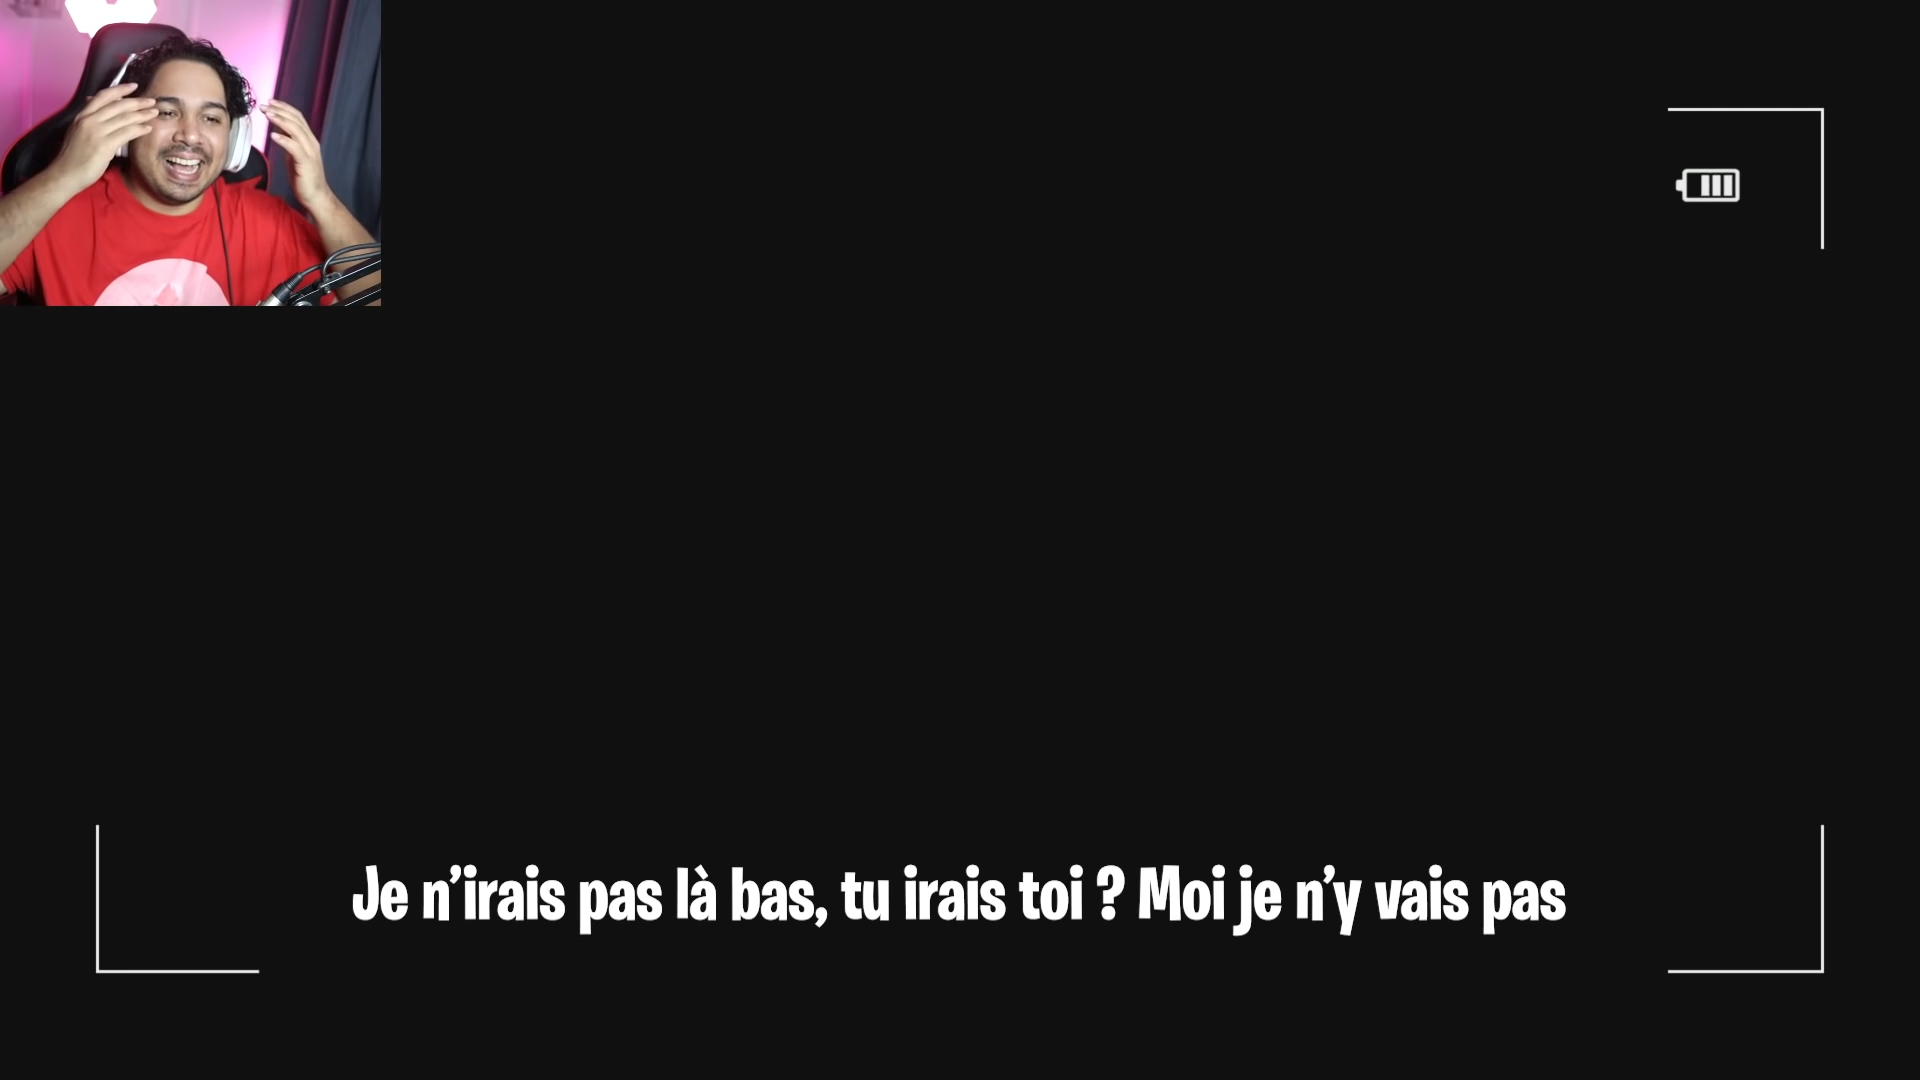 Je n’irais pas là bas, tu irais toi ? Moi je n’y vais pas